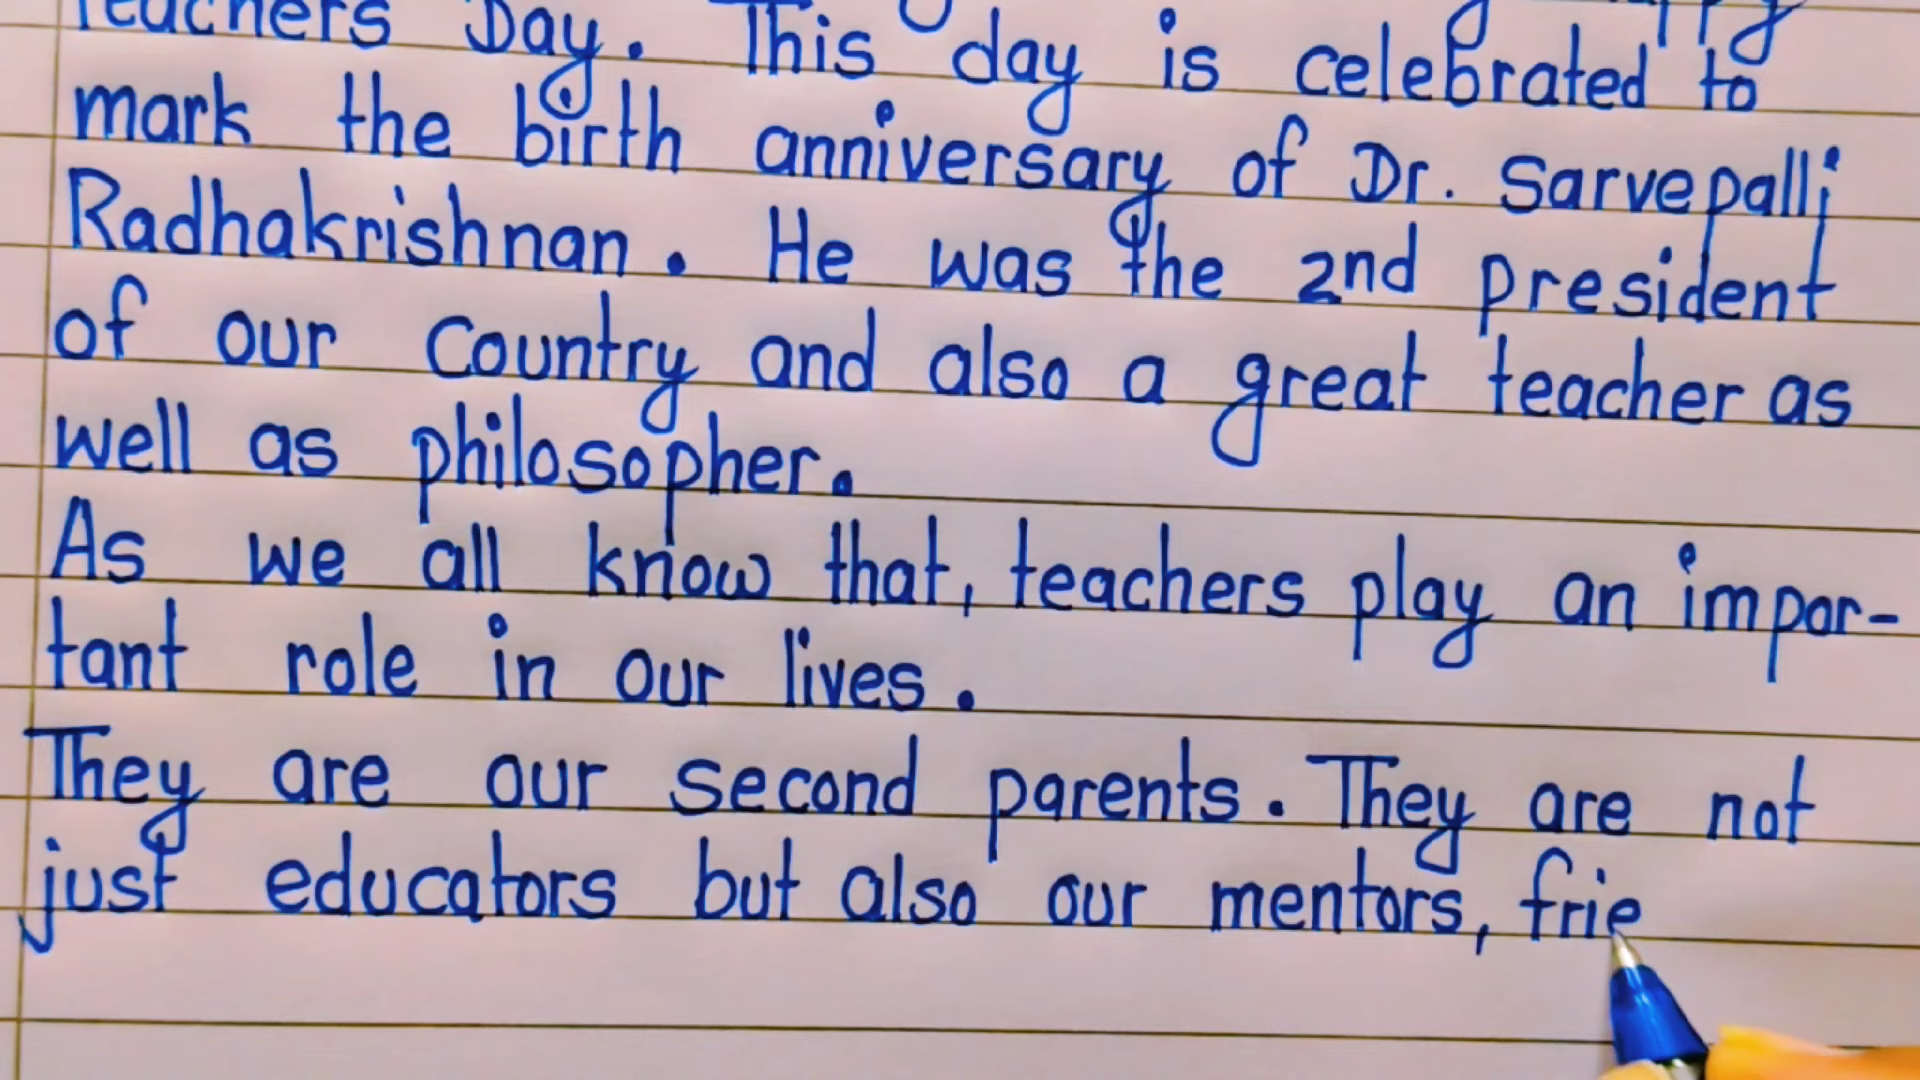 Teachers Day. This day is celebrated to
mark the birth anniversary of Dr. Sarvepalli
Radhakrishnan. He was the 2nd president
of our Country and also a great teacher as
well as philosopher.
As we all know that, teachers play an impor-
tant role in our lives.
They are our second parents. They are not
just educators but also our mentors, frie